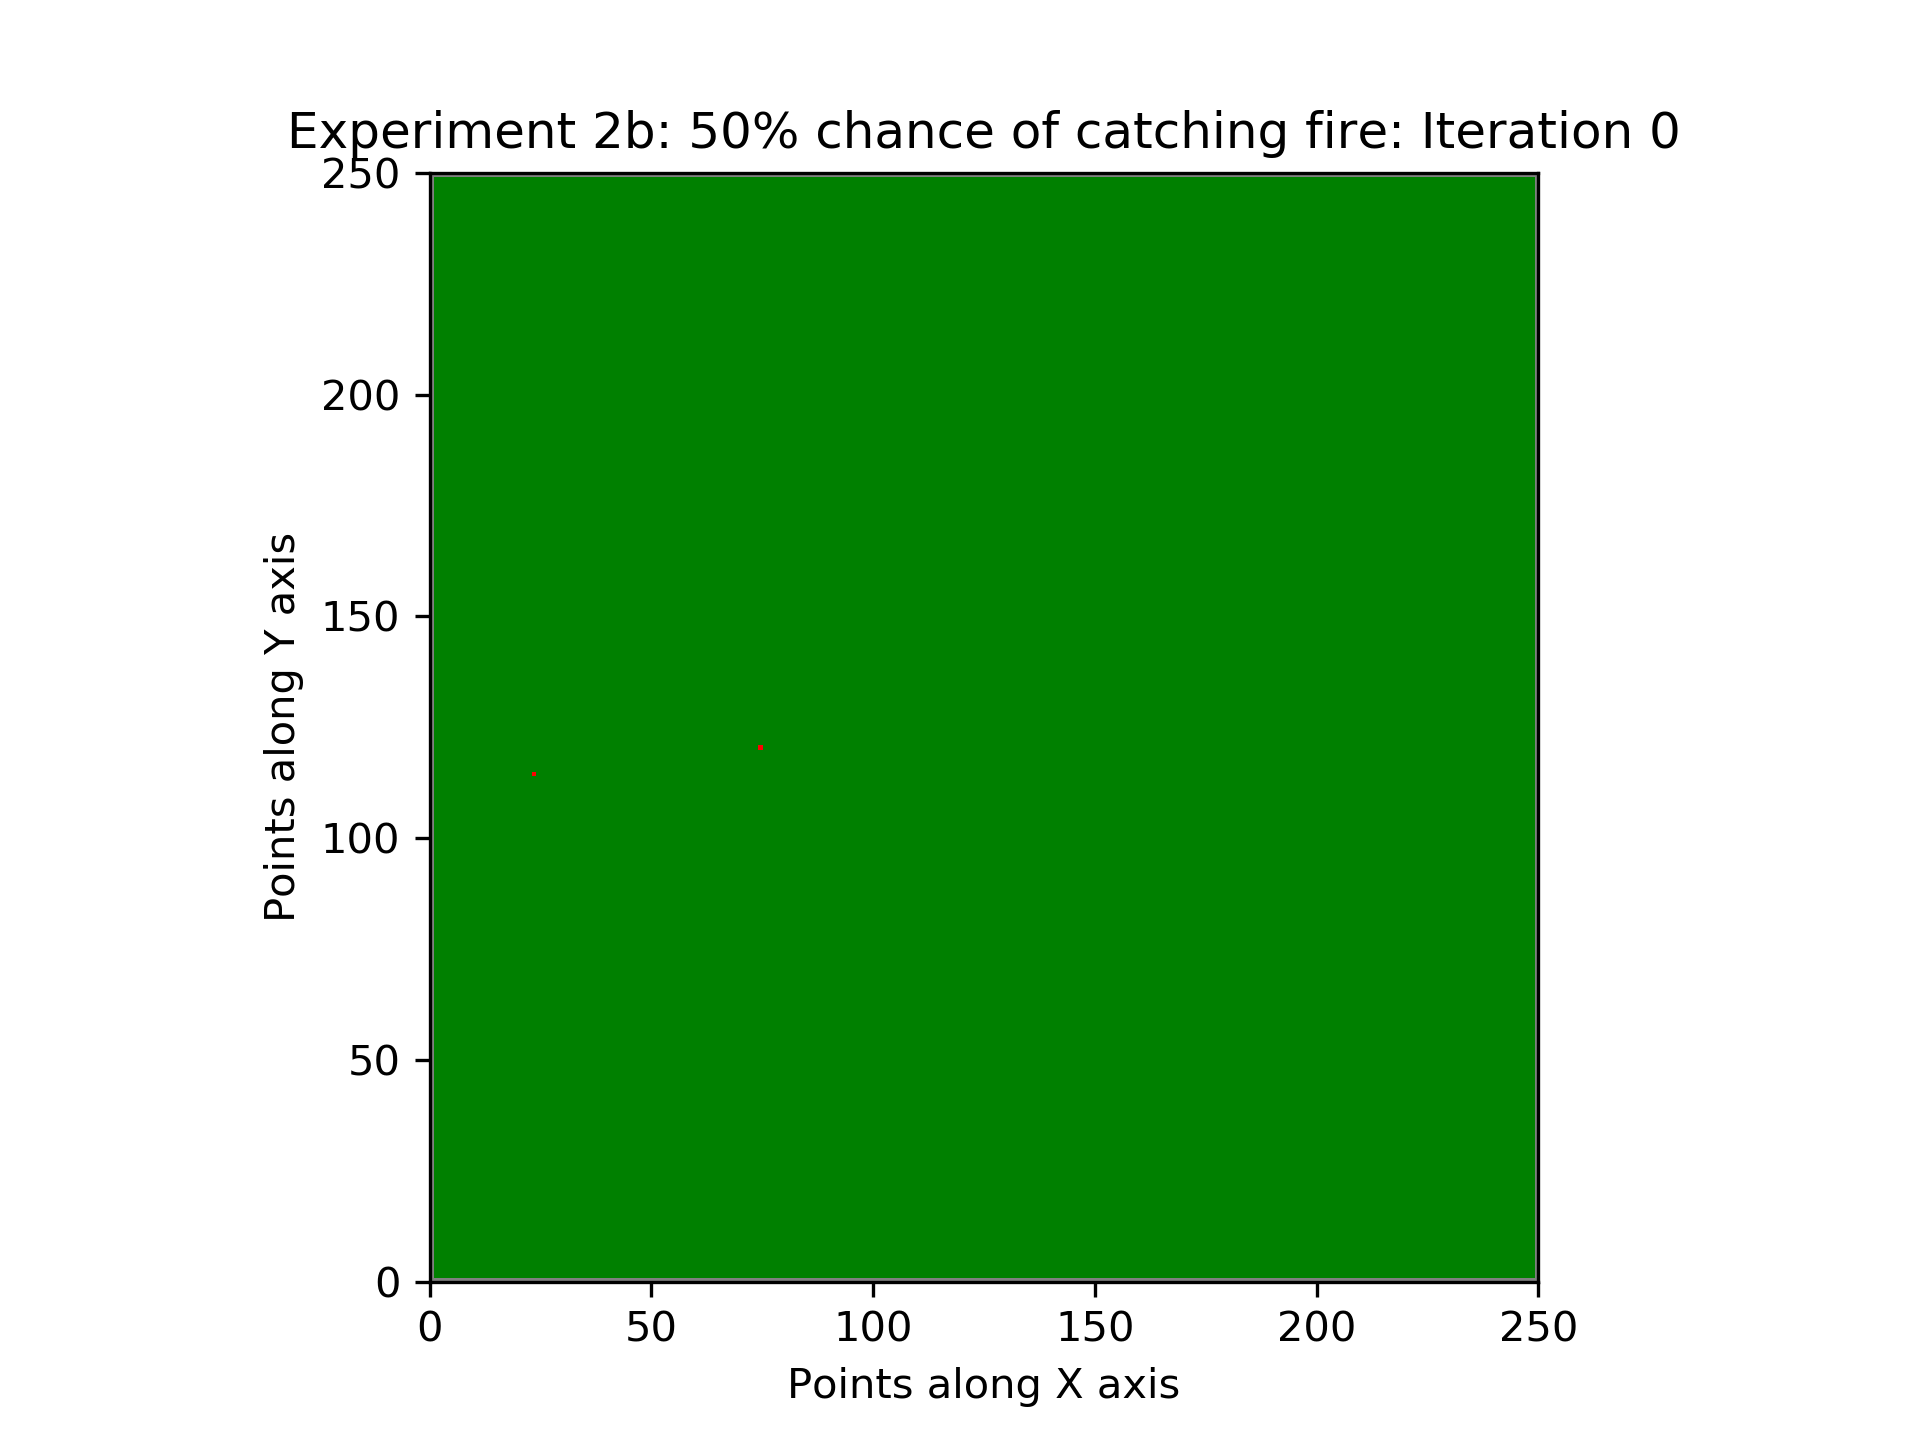 Experiment 2b: 50% chance of catching fire: Iteration 0
250
200
150
100
50
0
Points along Y axis
0 50 100 150 200 250
Points along X axis